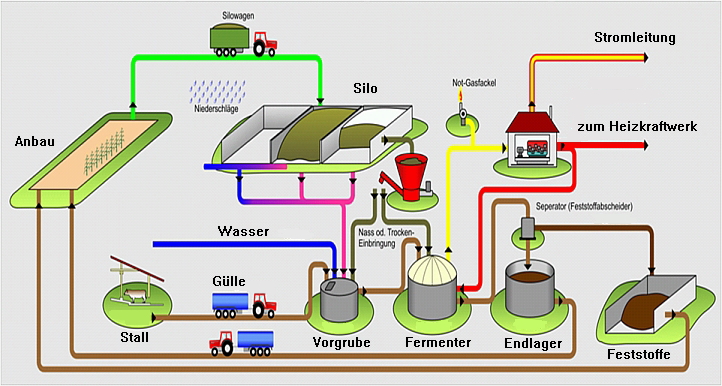 Silowagen
Stromleitung
Not-Gasfackel
Silo
Niederschläge
zum Heizkraftwerk
Anbau
Seperator (Feststoffabscheider)
Nass od. Trocken-
Einbringung
Wasser
Gülle
Stall
Vorgrube
Fermenter
Endlager
Feststoffe